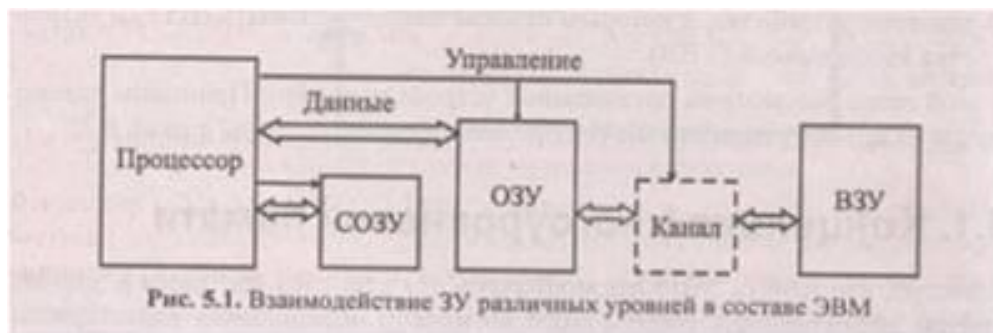 Управление
Данные
Процессор
СОЗУ
ОЗУ
Канал
ВЗУ
Рис. 5.1. Взаимодействие ЗУ различных уровней в составе ЭВМ